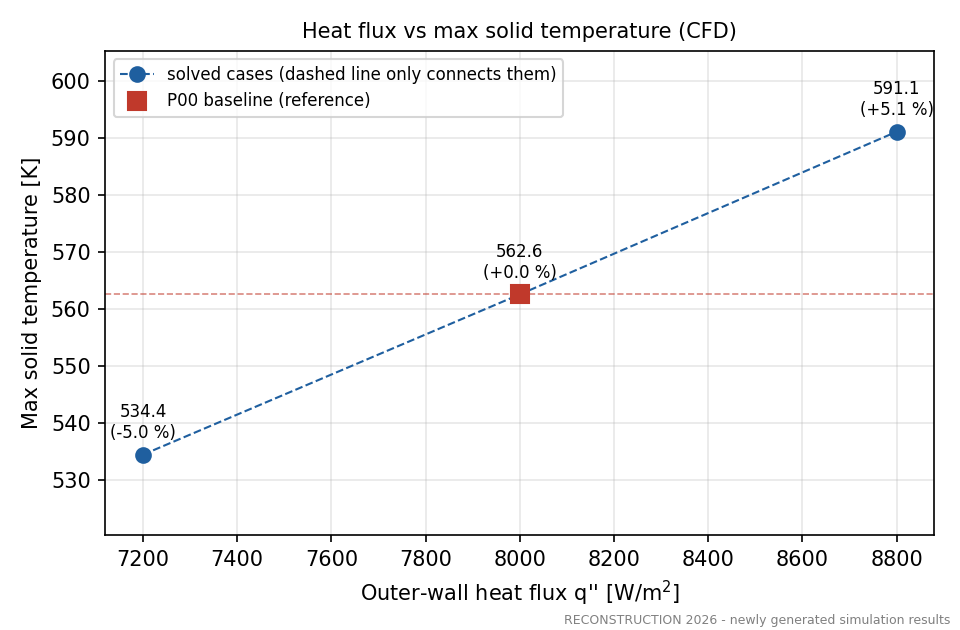 Heat flux vs max solid temperature (CFD)
solved cases (dashed line only connects them)
P00 baseline (reference)
Max solid temperature [K]
600
590
580
570
560
550
540
530
591.1
(+5.1 %)
562.6
(+0.0 %)
534.4
(-5.0 %)
7200 7400 7600 7800 8000 8200 8400 8600 8800
Outer-wall heat flux q'' [W/m²]
RECONSTRUCTION 2026 - newly generated simulation results